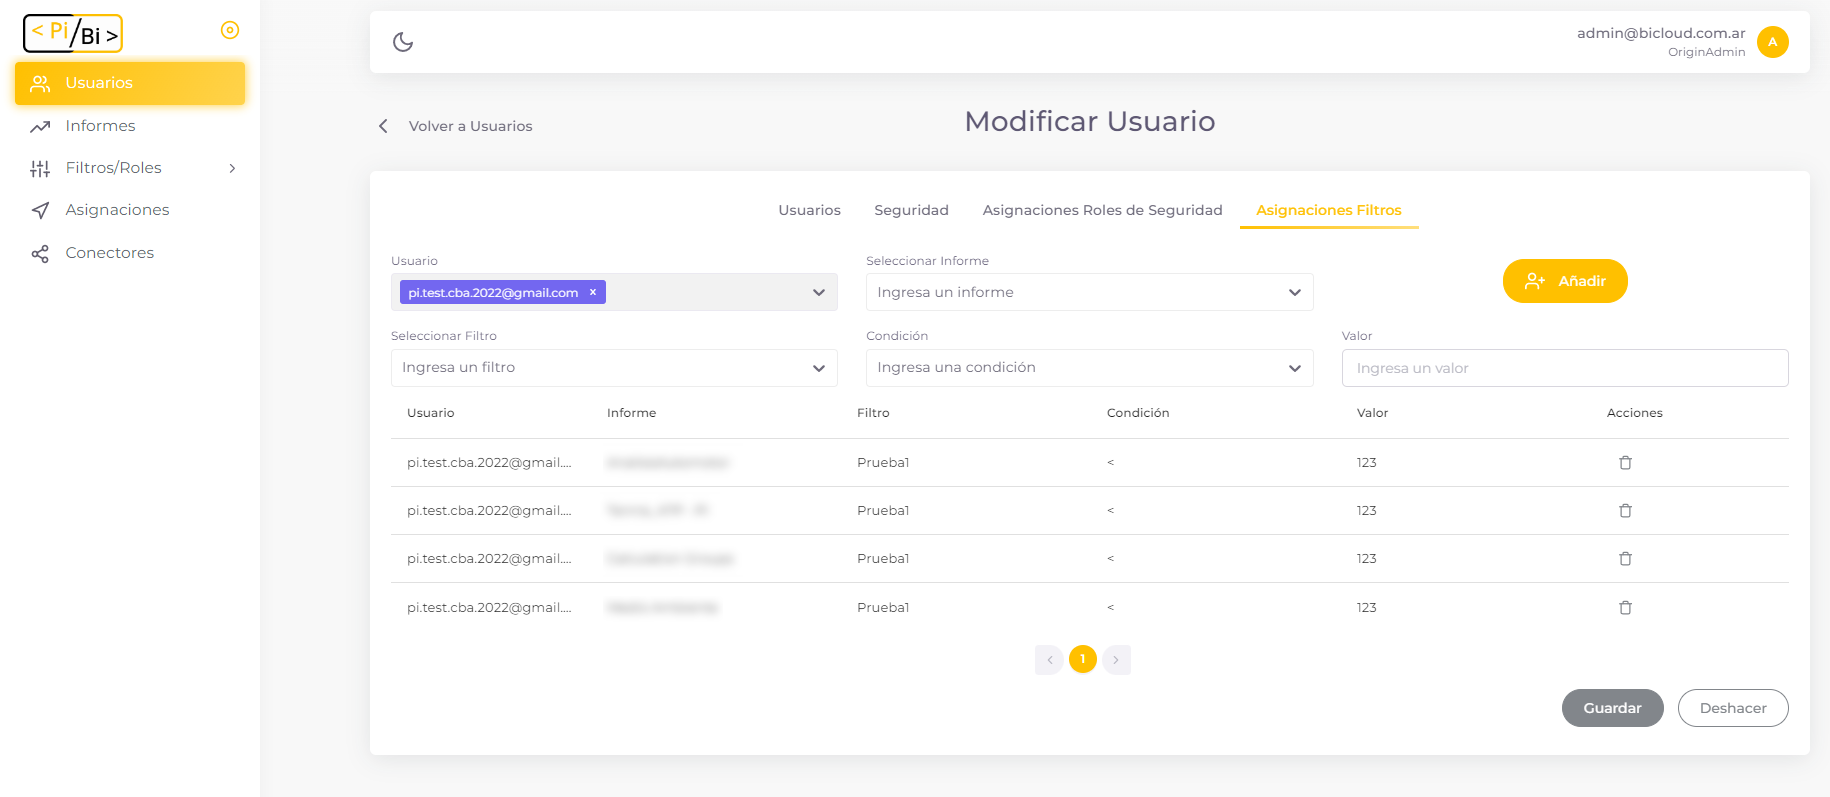 < Pi/Bi >
Usuarios
Informes
Filtros/Roles
Asignaciones
Conectores
admin@bicloud.com.ar
OriginAdmin
A
Volver a Usuarios
Modificar Usuario
Usuarios Seguridad Asignaciones Roles de Seguridad Asignaciones Filtros
Usuario Seleccionar Informe
pi.test.cba.2022@gmail.com × Ingresa un informe Añadir
Seleccionar Filtro Condición Valor
Ingresa un filtro Ingresa una condición Ingresa un valor
Usuario Informe Filtro Condición Valor Acciones
pi.test.cba.2022@gmail.... Prueba1 < 123
pi.test.cba.2022@gmail.... Prueba1 < 123
pi.test.cba.2022@gmail.... Prueba1 < 123
pi.test.cba.2022@gmail.... Prueba1 < 123
1
Guardar Deshacer